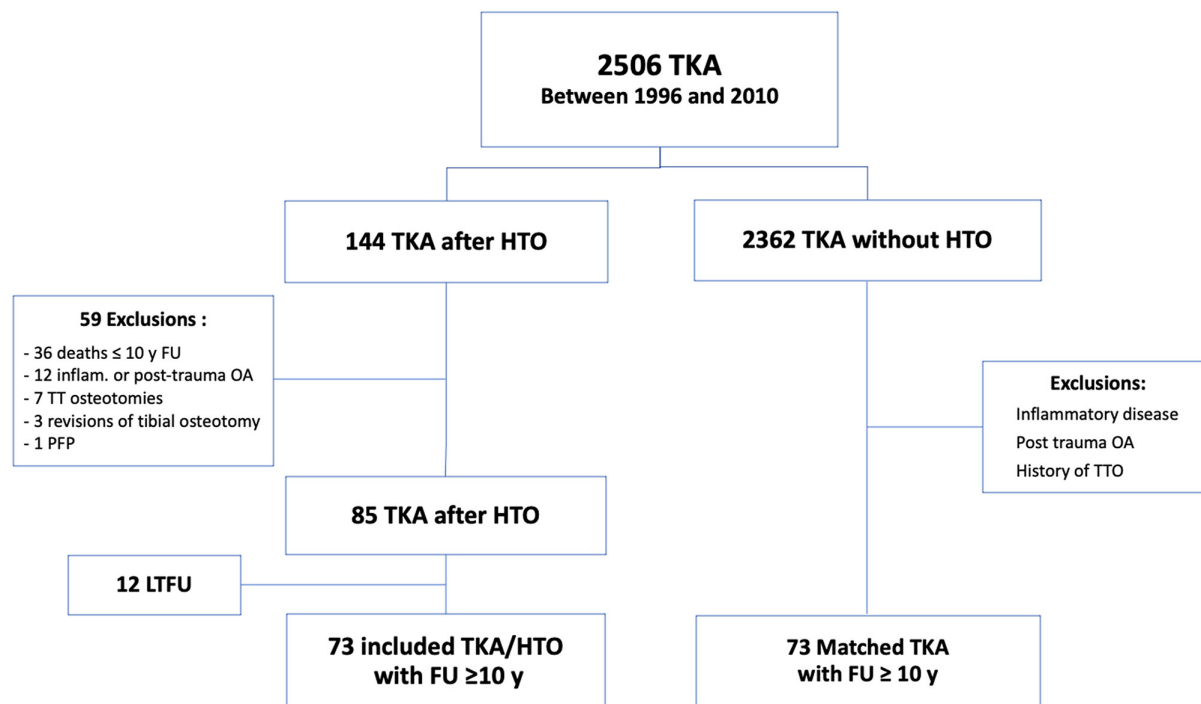 2506 TKA
Between 1996 and 2010
144 TKA after HTO
2362 TKA without HTO
59 Exclusions :
- 36 deaths ≤ 10 y FU
- 12 inflam. or post-trauma OA
- 7 TT osteotomies
- 3 revisions of tibial osteotomy
- 1 PFP
Exclusions:
Inflammatory disease
Post trauma OA
History of TTO
85 TKA after HTO
12 LTFU
73 included TKA/HTO
with FU ≥10 y
73 Matched TKA
with FU ≥ 10 y